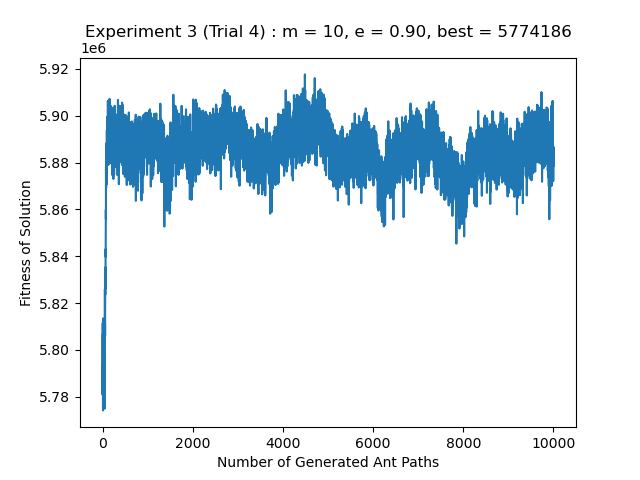 Experiment 3 (Trial 4) : m = 10, e = 0.90, best = 5774186
1e6
5.92
5.90
5.88
5.86
5.84
5.82
5.80
5.78
Fitness of Solution
0 2000 4000 6000 8000 10000
Number of Generated Ant Paths